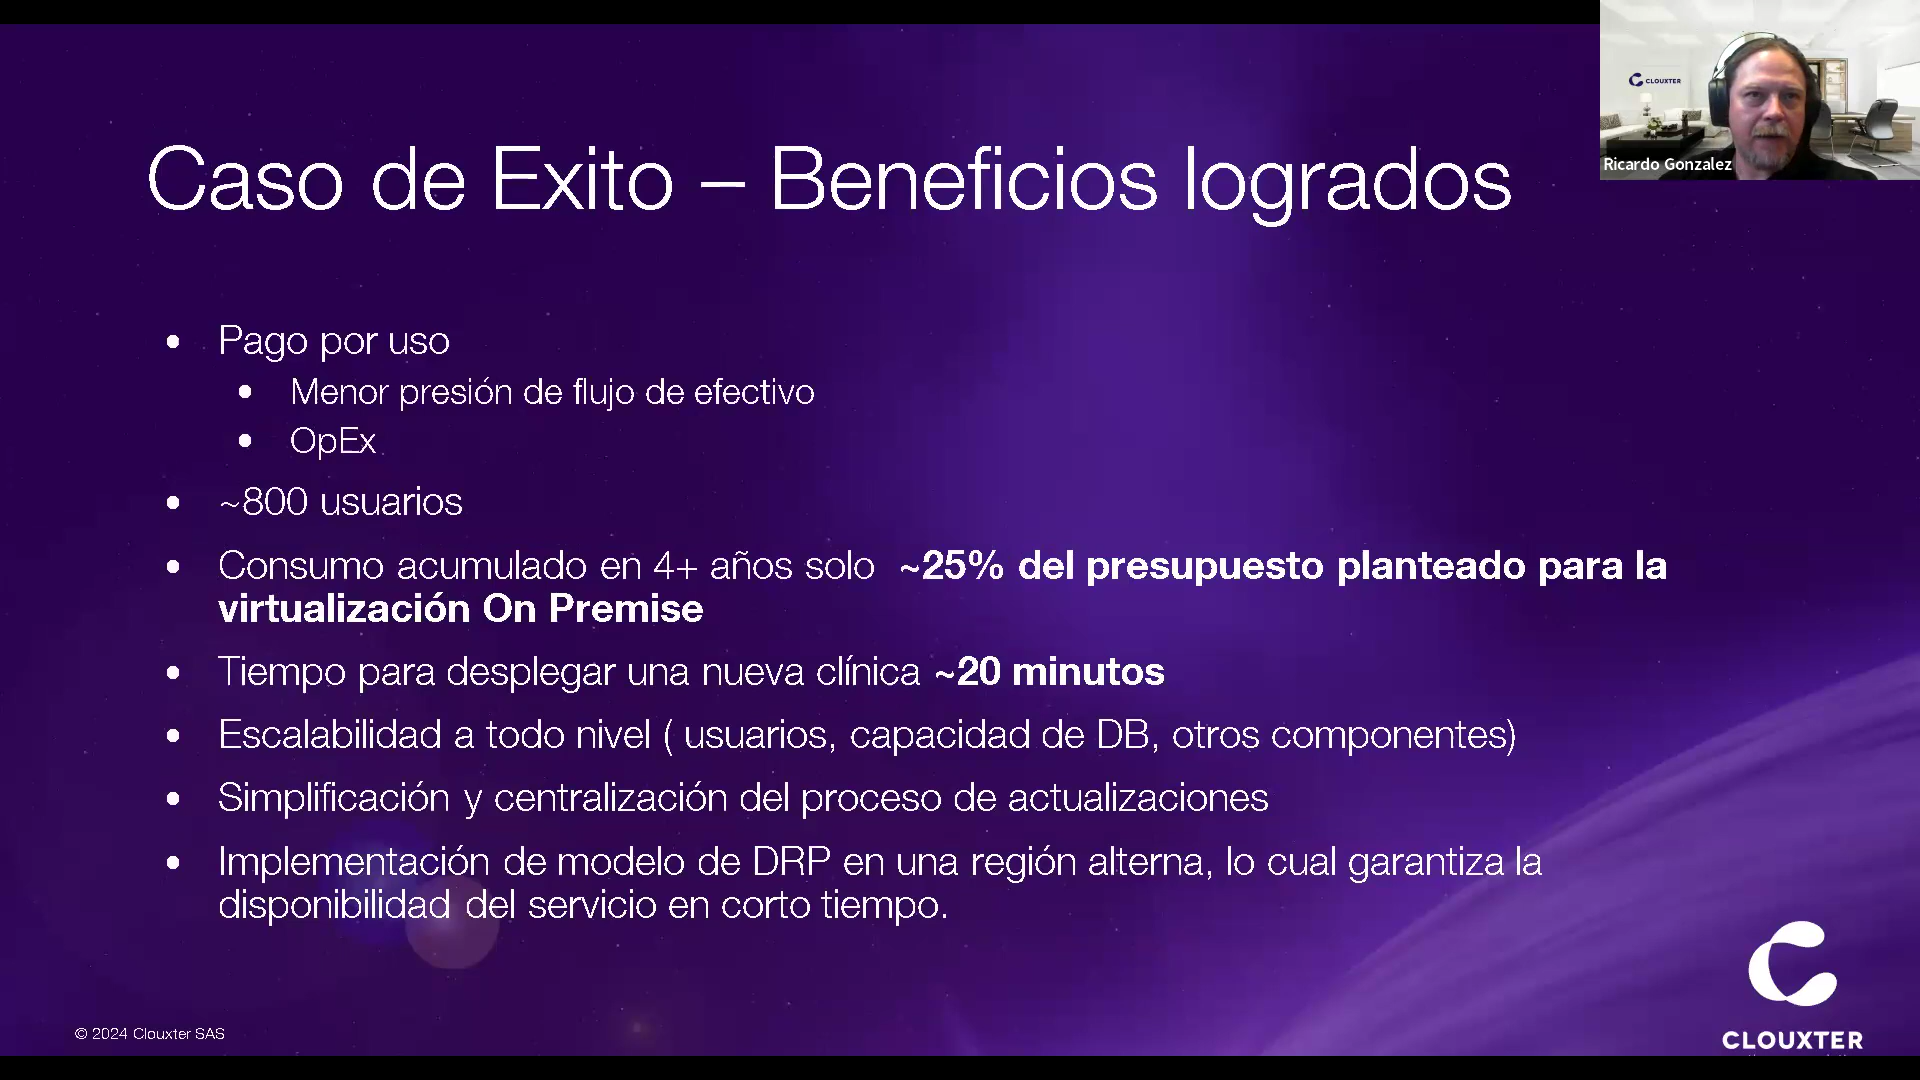 CLOUXTER
Ricardo Gonzalez
Caso de Exito – Beneficios logrados
• Pago por uso
• Menor presión de flujo de efectivo
• OpEx
• ~800 usuarios
• Consumo acumulado en 4+ años solo ~25% del presupuesto planteado para la
virtualización On Premise
• Tiempo para desplegar una nueva clínica ~20 minutos
• Escalabilidad a todo nivel ( usuarios, capacidad de DB, otros componentes)
• Simplificación y centralización del proceso de actualizaciones
• Implementación de modelo de DRP en una región alterna, lo cual garantiza la
disponibilidad del servicio en corto tiempo.
© 2024 Clouxter SAS
CLOUXTER